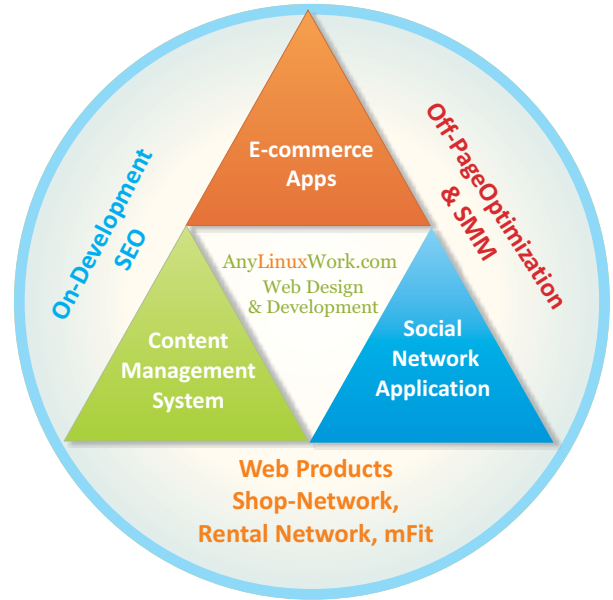 E-commerce
Apps
On-Development
SEO
Off-PageOptimization
& SMM
AnyLinuxWork.com
Web Design
& Development
Content
Management
System
Social
Network
Application
Web Products
Shop-Network,
Rental Network, mFit